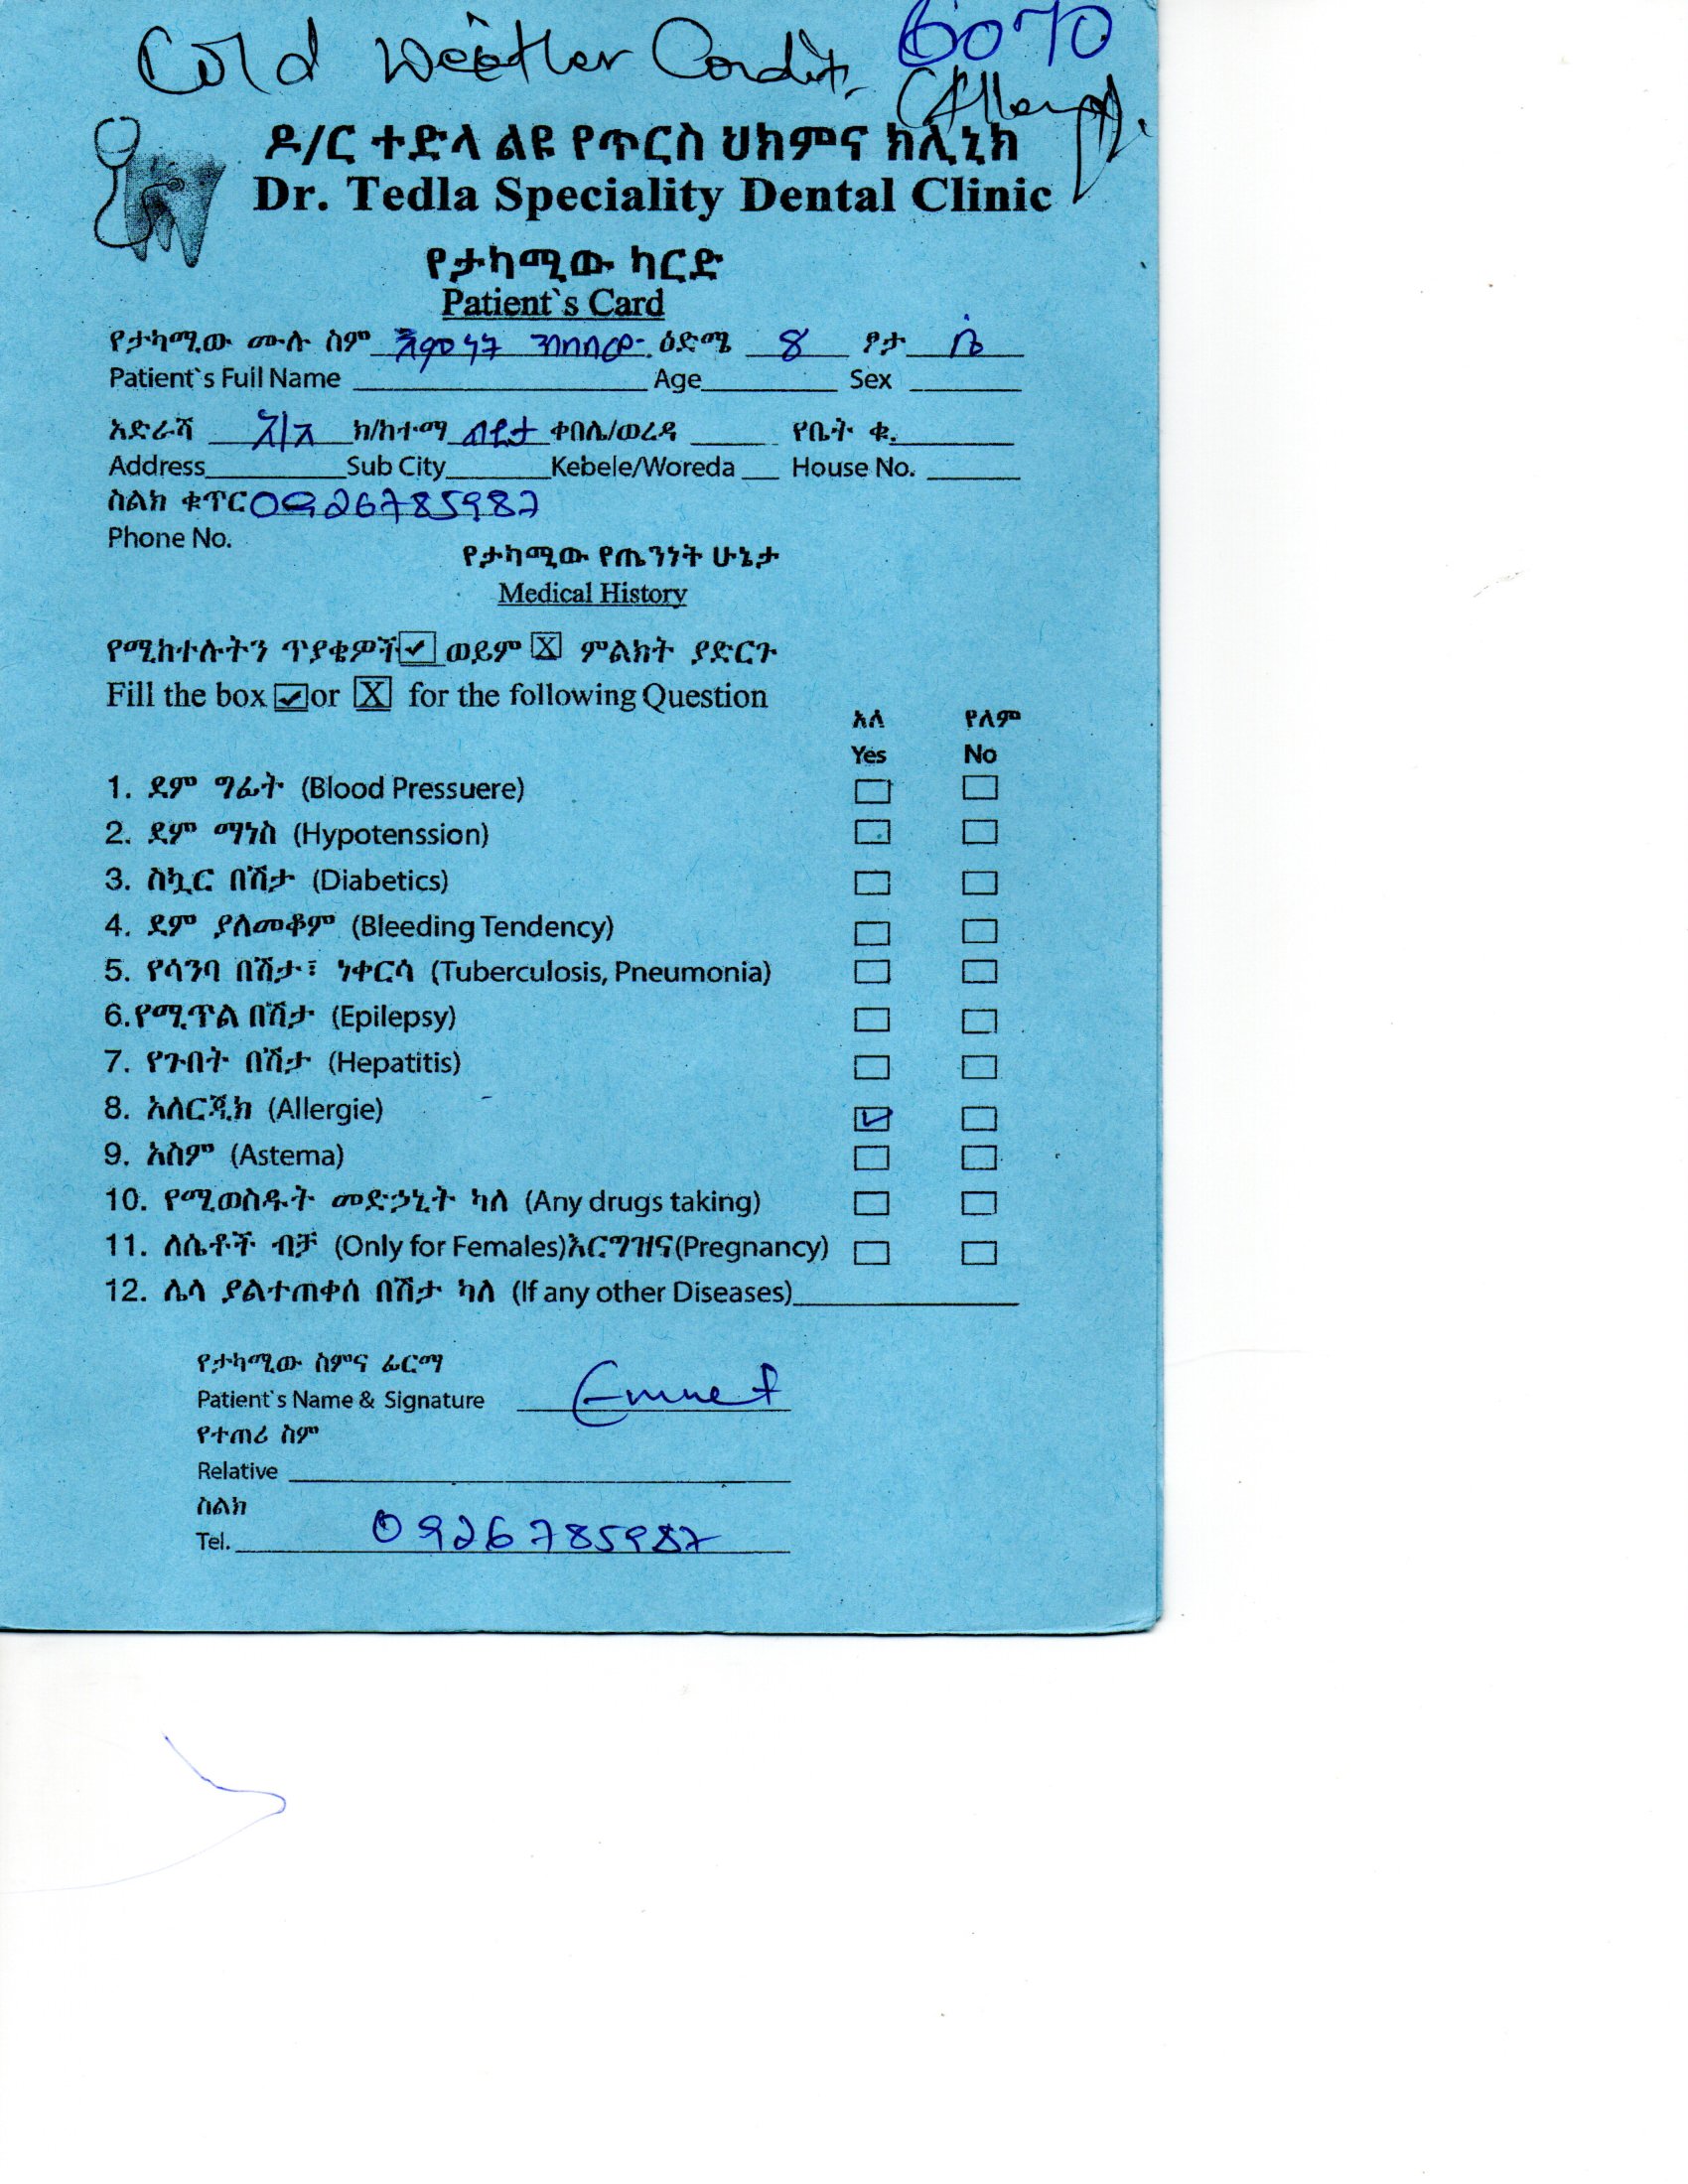 Cold Weather Condit. 6070
(Allergy).
ዶ/ር ተድላ ልዩ የጥርስ ህክምና ክሊኒክ
Dr. Tedla Speciality Dental Clinic
የታካሚው ካርድ
Patient`s Card
የታካሚው ሙሉ ስም እምነት ዕድሜ 8 ፆታ ሴ
Patient`s Full Name Age Sex
አድራሻ አ/አ ክ/ከተማ ቀበሌ/ወረዳ የቤት ቁ.
Address Sub City Kebele/Woreda House No.
ስልክ ቁጥር 0926785987
Phone No.
የታካሚው የጤንነት ሁኔታ
Medical History
የሚከተሉትን ጥያቄዎች ✓ ወይም X ምልክት ያድርጉ
Fill the box ✓ or X for the following Question
አለ የለም
Yes No
1. ደም ግፊት (Blood Pressuere)
2. ደም ማነስ (Hypotenssion)
3. ስኳር በሽታ (Diabetics)
4. ደም ያለመቆም (Bleeding Tendency)
5. የሳንባ በሽታ፣ ነቀርሳ (Tuberculosis, Pneumonia)
6.የሚጥል በሽታ (Epilepsy)
7. የጉበት በሽታ (Hepatitis)
8. አለርጂክ (Allergie) ✓
9. አስም (Astema)
10. የሚወስዱት መድኃኒት ካለ (Any drugs taking)
11. ለሴቶች ብቻ (Only for Females)እርግዝና(Pregnancy)
12. ሌላ ያልተጠቀሰ በሽታ ካለ (If any other Diseases)
የታካሚው ስምና ፊርማ
Patient`s Name & Signature Emnet
የተጠሪ ስም
Relative
ስልክ
Tel. 0926785987